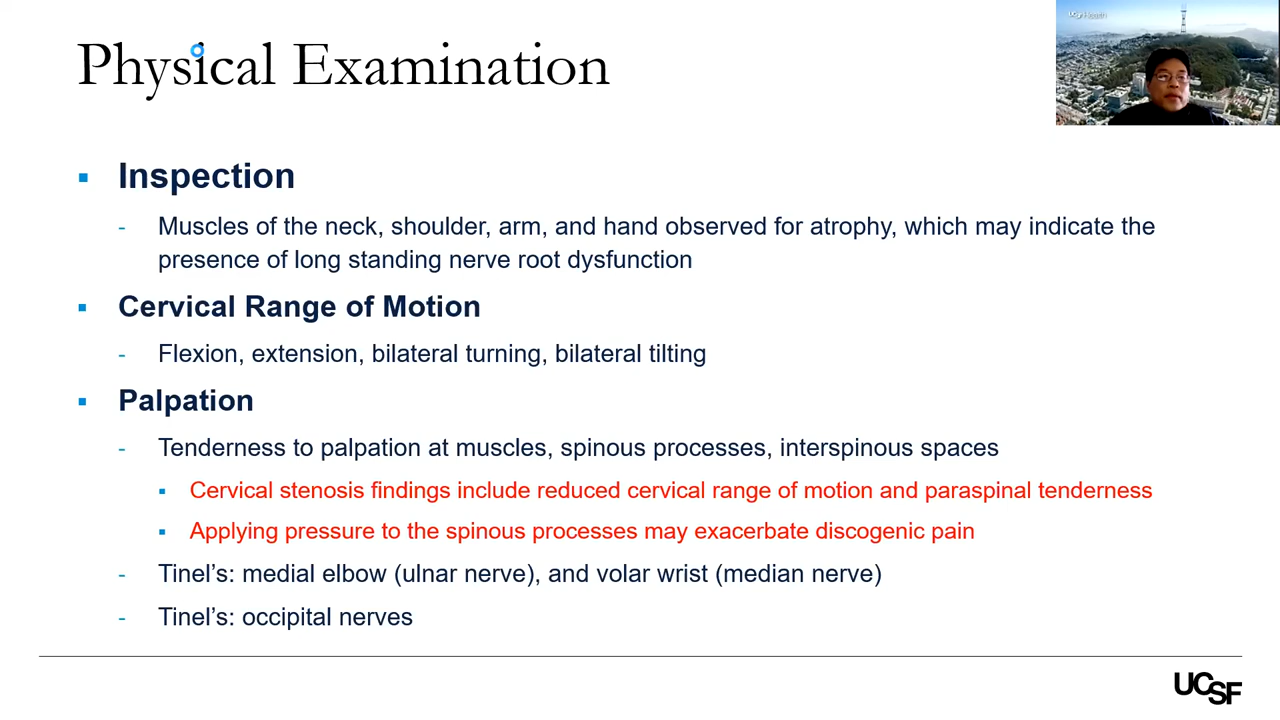 Physical Examination
UCSF Health
Inspection
- Muscles of the neck, shoulder, arm, and hand observed for atrophy, which may indicate the
presence of long standing nerve root dysfunction
Cervical Range of Motion
- Flexion, extension, bilateral turning, bilateral tilting
Palpation
- Tenderness to palpation at muscles, spinous processes, interspinous spaces
Cervical stenosis findings include reduced cervical range of motion and paraspinal tenderness
Applying pressure to the spinous processes may exacerbate discogenic pain
- Tinel’s: medial elbow (ulnar nerve), and volar wrist (median nerve)
- Tinel’s: occipital nerves
UCSF